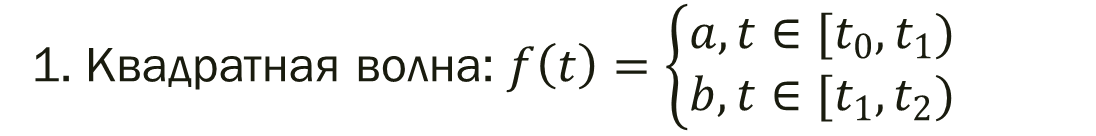 1. Квадратная волна: f(t) = { a, t ∈ [t₀, t₁)
b, t ∈ [t₁, t₂)